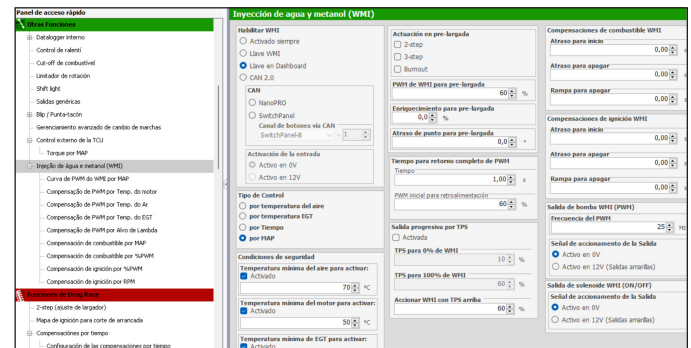 Panel de acceso rápido
Otras Funciones
Datalogger interno
Control de ralentí
Cut-off de combustível
Limitador de rotación
Shift light
Salidas genéricas
Blip / Punta-tacón
Gerenciamiento avanzado de cambio de marchas
Control externo de la TCU
Torque por MAP
Injeção de água e metanol (WMI)
Curva de PWM do WMI por MAP
Compensação de PWM por Temp. do motor
Compensação de PWM por Temp. do Ar
Compensação de PWM por Temp. do EGT
Compensação de PWM por Alvo de Lambda
Compensación de combustible por MAP
Compensación de combustible por %PWM
Compensación de ignición por %PWM
Compensación de ignición por RPM
Funciones de Drag Race
2-step (ajuste de largador)
Mapa de ignición para corte de arrancada
Compensaciones por tiempo
Configuración de las compensaciones por tiempo
Inyección de agua y metanol (WMI)
Habilitar WMI
Activado siempre
Llave WMI
Llave en Dashboard
CAN 2.0
CAN
NanoPRO
SwitchPanel
Canal de botones via CAN
SwitchPanel-8 - 1
Activación de la entrada
Activo en 0V
Activo en 12V
Tipo de Control
por temperatura del aire
por temperatura EGT
por Tiempo
por MAP
Condiciones de seguridad
Temperatura mínima del aire para activar:
Activado
70 ºC
Temperatura mínima del motor para activar:
Activado
50 ºC
Temperatura mínima de EGT para activar:
Activado
Actuación en pre-largada
2-step
3-step
Burnout
PWM de WMI para pre-largada
60 %
Enriquecimiento para pre-largada
0,0 %
Atraso de punto para pre-largada
0,0 °
Tiempo para retorno completo de PWM
Tiempo
1,00 s
PWM inicial para retroalimentación
60 %
Salida progresiva por TPS
Activada
TPS para 0% de WMI
10 %
TPS para 100% de WMI
60 %
Accionar WMI con TPS arriba
60 %
Compensaciones de combustible WMI
Atraso para inicio
0,00 s
Atraso para apagar
0,00 s
Rampa para apagar
0,00 s
Compensaciones de ignición WMI
Atraso para inicio
0,00 s
Atraso para apagar
0,00 s
Rampa para apagar
0,00 s
Salida de bomba WMI (PWM)
Frecuencia del PWM
25 Hz
Señal de accionamento de la Salida
Activo en 0V
Activo en 12V (Salidas amarillas)
Salida de solenoide WMI (ON/OFF)
Señal de accionamento de la Salida
Activo en 0V
Activo en 12V (Salidas amarillas)